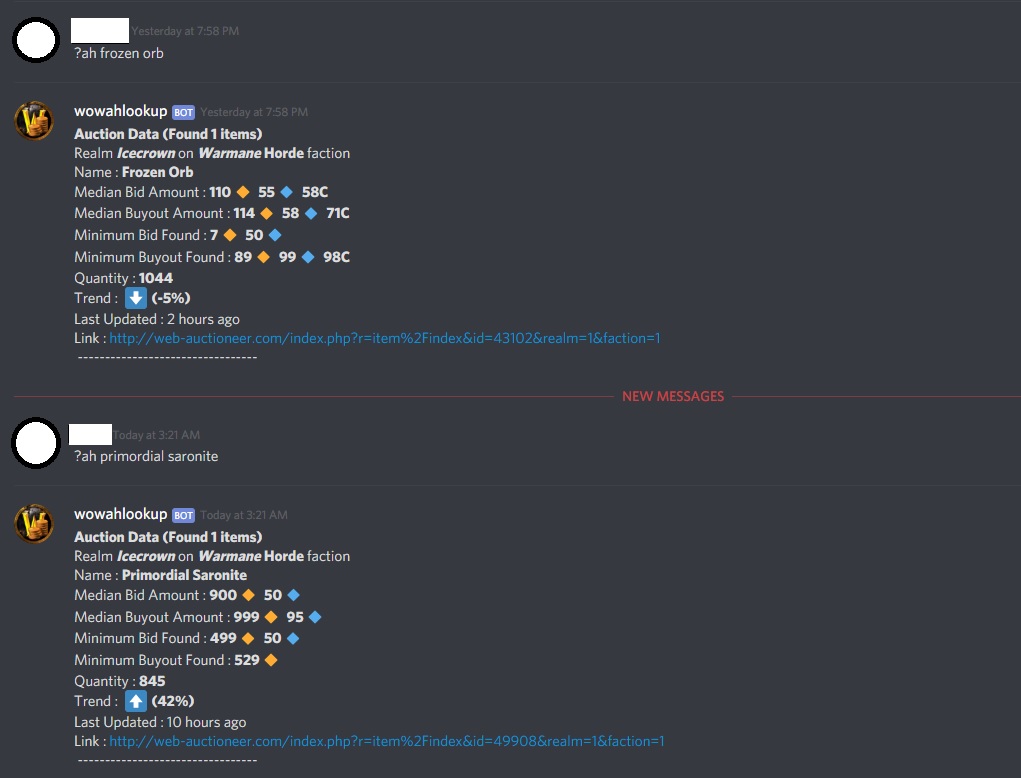 Yesterday at 7:58 PM
?ah frozen orb
wowahlookup BOT Yesterday at 7:58 PM
Auction Data (Found 1 items)
Realm Icecrown on Warmane Horde faction
Name : Frozen Orb
Median Bid Amount : 110 🔶 55 🔷 58C
Median Buyout Amount : 114 🔶 58 🔷 71C
Minimum Bid Found : 7 🔶 50 🔷
Minimum Buyout Found : 89 🔶 99 🔷 98C
Quantity : 1044
Trend : ⬇ (-5%)
Last Updated : 2 hours ago
Link : http://web-auctioneer.com/index.php?r=item%2Findex&id=43102&realm=1&faction=1
---------------------------------
NEW MESSAGES
Today at 3:21 AM
?ah primordial saronite
wowahlookup BOT Today at 3:21 AM
Auction Data (Found 1 items)
Realm Icecrown on Warmane Horde faction
Name : Primordial Saronite
Median Bid Amount : 900 🔶 50 🔷
Median Buyout Amount : 999 🔶 95 🔷
Minimum Bid Found : 499 🔶 50 🔷
Minimum Buyout Found : 529 🔶
Quantity : 845
Trend : ⬆ (42%)
Last Updated : 10 hours ago
Link : http://web-auctioneer.com/index.php?r=item%2Findex&id=49908&realm=1&faction=1
---------------------------------